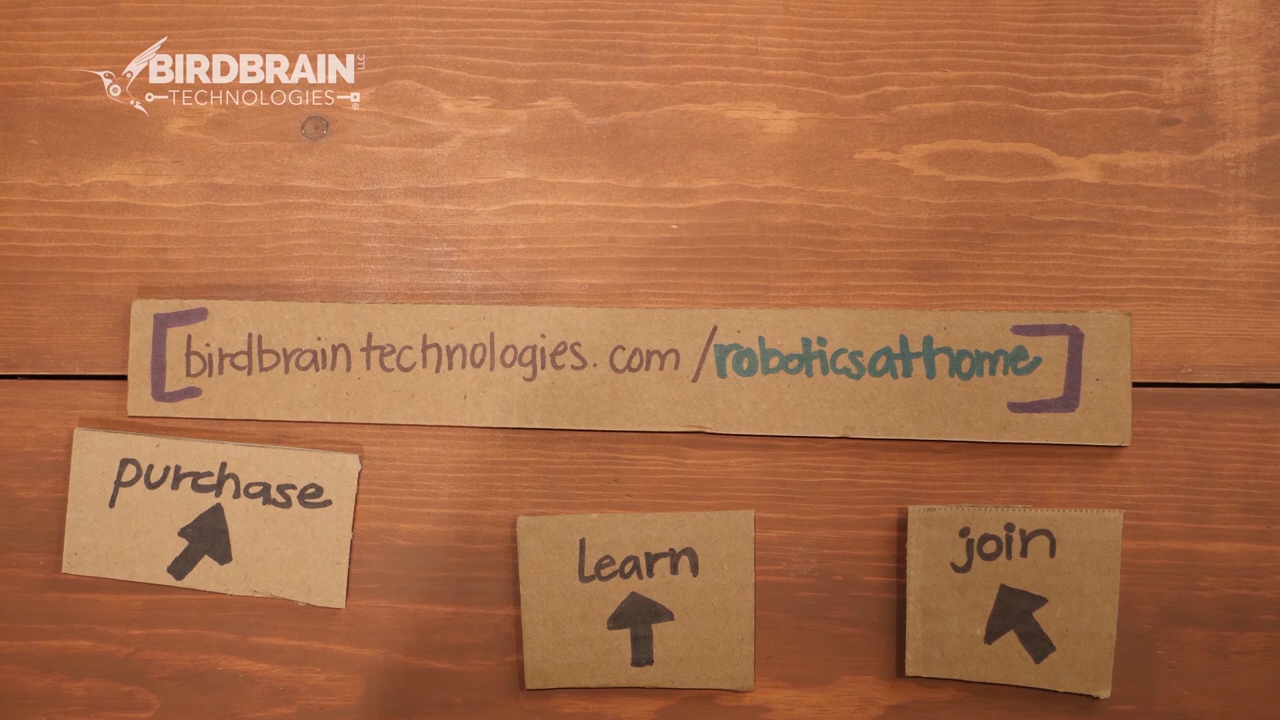 BIRDBRAIN LLC
TECHNOLOGIES ®
[birdbraintechnologies.com/roboticsathome]
purchase
learn
join